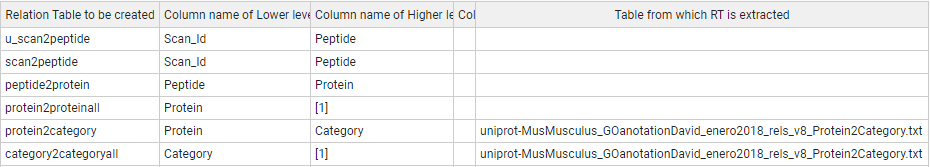 Relation Table to be created Column name of Lower leve Column name of Higher le Col Table from which RT is extracted
u_scan2peptide Scan_Id Peptide
scan2peptide Scan_Id Peptide
peptide2protein Peptide Protein
protein2proteinall Protein [1]
protein2category Protein Category uniprot-MusMusculus_GOanotationDavid_enero2018_rels_v8_Protein2Category.txt
category2categoryall Category [1] uniprot-MusMusculus_GOanotationDavid_enero2018_rels_v8_Protein2Category.txt